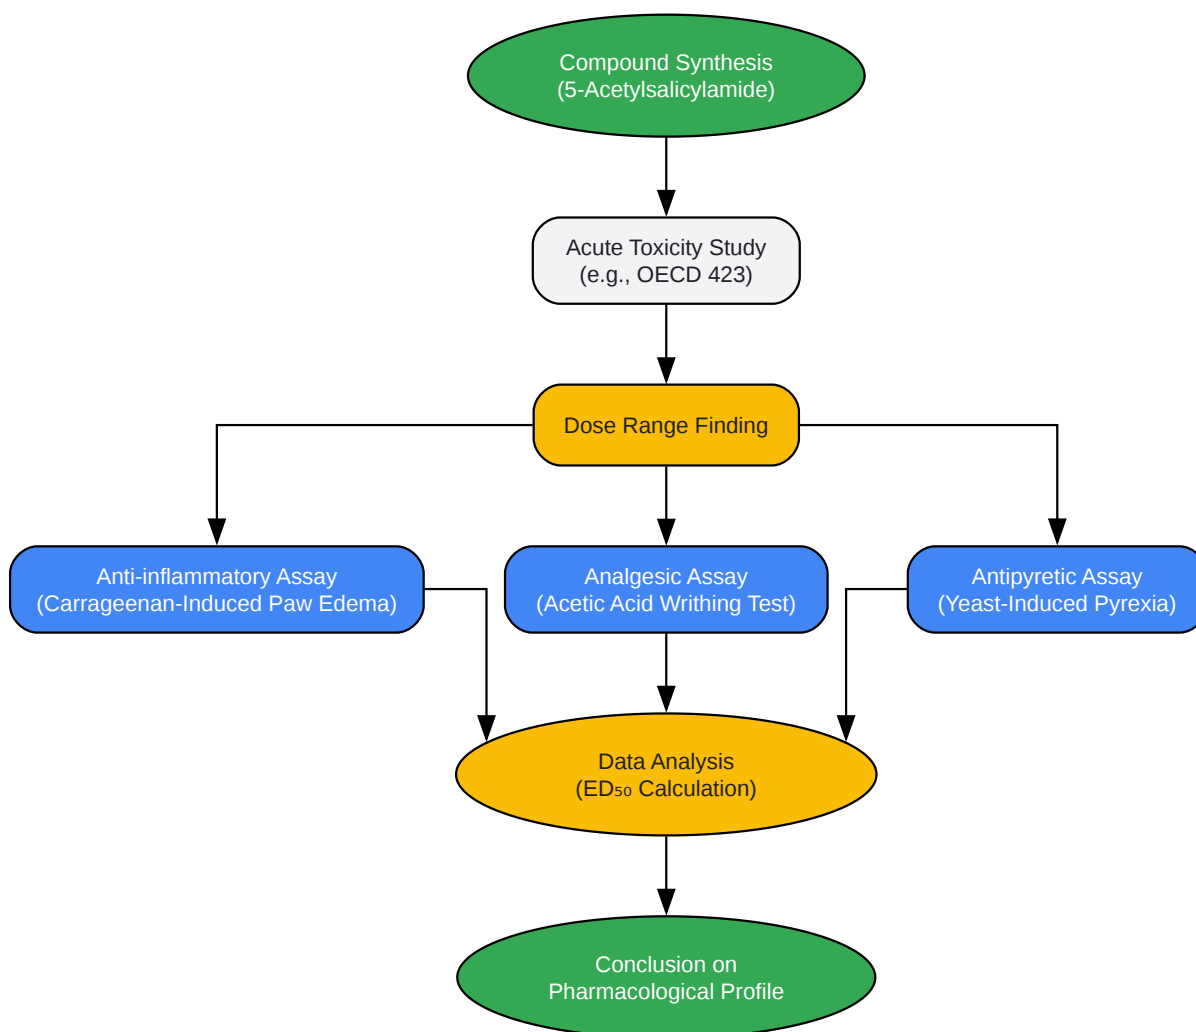 Compound Synthesis
(5-Acetylsalicylamide)
Acute Toxicity Study
(e.g., OECD 423)
Dose Range Finding
Anti-inflammatory Assay
(Carrageenan-Induced Paw Edema)
Analgesic Assay
(Acetic Acid Writhing Test)
Antipyretic Assay
(Yeast-Induced Pyrexia)
Data Analysis
(ED₅₀ Calculation)
Conclusion on
Pharmacological Profile